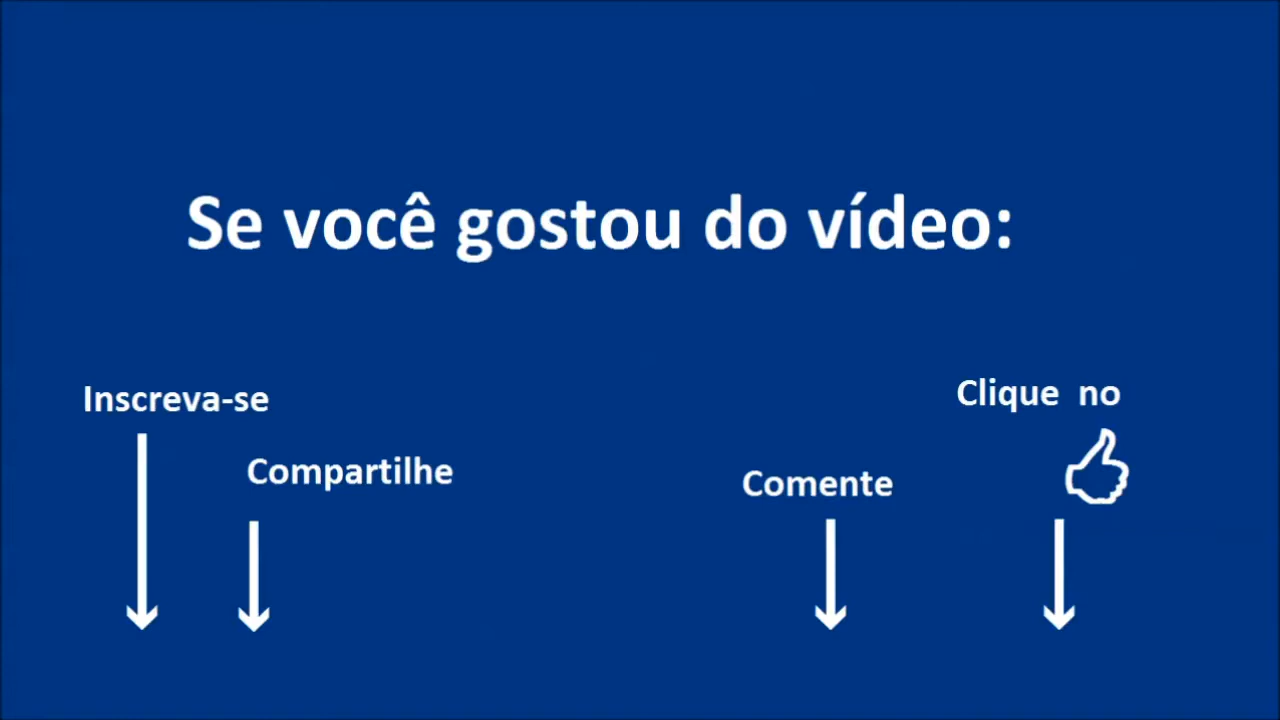 Se você gostou do vídeo:
Inscreva-se
Compartilhe
Comente
Clique no